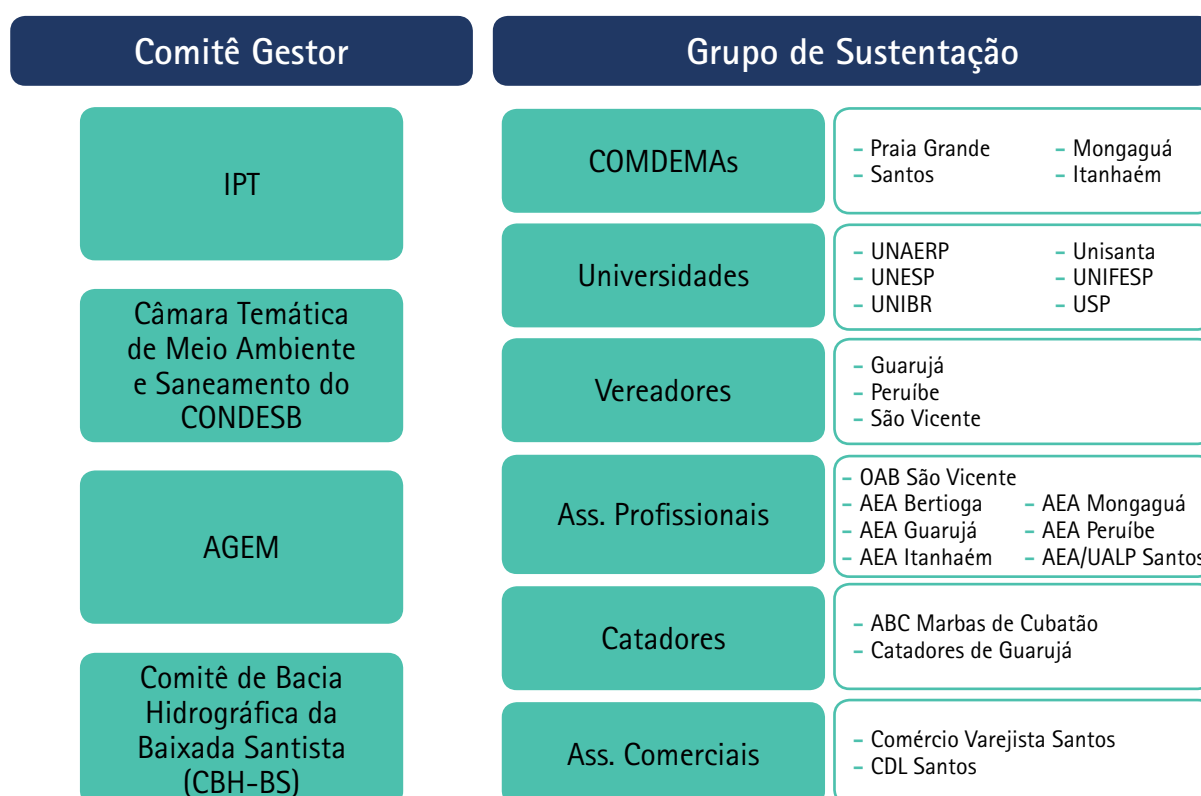 Comitê Gestor
IPT
Câmara Temática
de Meio Ambiente
e Saneamento do
CONDESB
AGEM
Comitê de Bacia
Hidrográfica da
Baixada Santista
(CBH-BS)
Grupo de Sustentação
COMDEMAs
– Praia Grande
– Santos
– Mongaguá
– Itanhaém
Universidades
– UNAERP
– UNESP
– UNIBR
– Unisanta
– UNIFESP
– USP
Vereadores
– Guarujá
– Peruíbe
– São Vicente
Ass. Profissionais
– OAB São Vicente
– AEA Bertioga
– AEA Guarujá
– AEA Itanhaém
– AEA Mongaguá
– AEA Peruíbe
– AEA/UALP Santos
Catadores
– ABC Marbas de Cubatão
– Catadores de Guarujá
Ass. Comerciais
– Comércio Varejista Santos
– CDL Santos